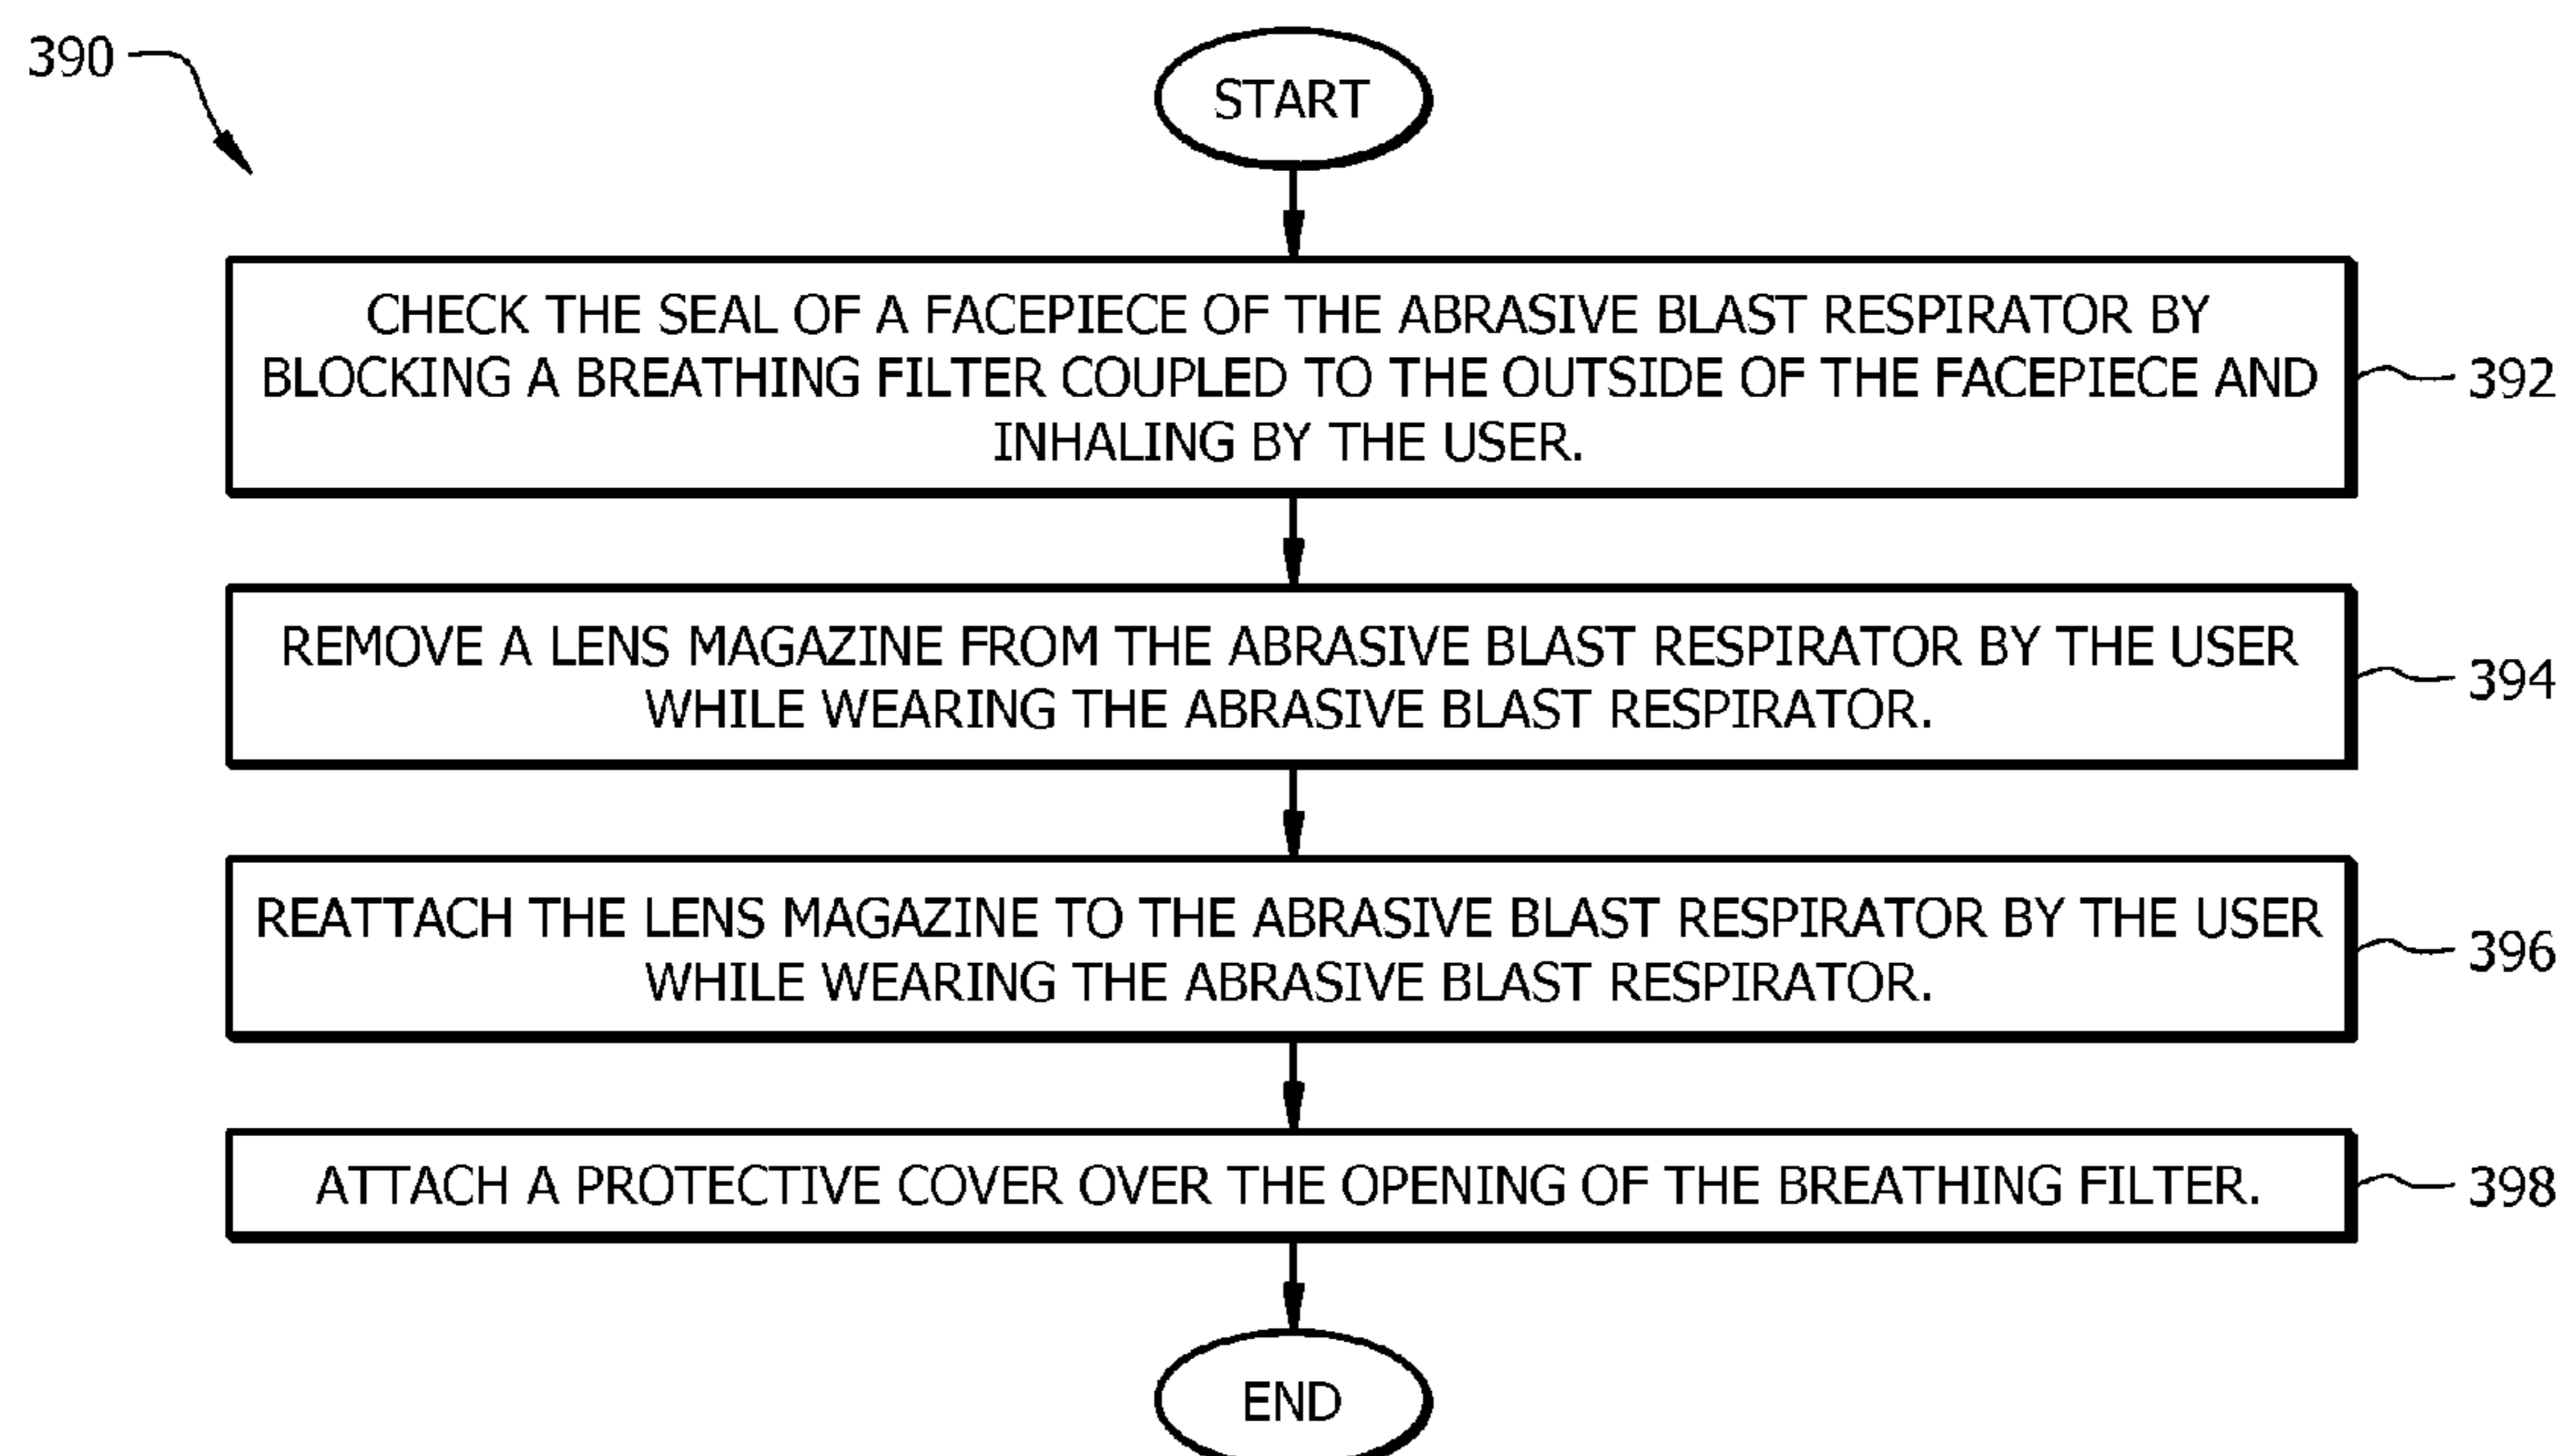 390
START
CHECK THE SEAL OF A FACEPIECE OF THE ABRASIVE BLAST RESPIRATOR BY
BLOCKING A BREATHING FILTER COUPLED TO THE OUTSIDE OF THE FACEPIECE AND
INHALING BY THE USER.
392
REMOVE A LENS MAGAZINE FROM THE ABRASIVE BLAST RESPIRATOR BY THE USER
WHILE WEARING THE ABRASIVE BLAST RESPIRATOR.
394
REATTACH THE LENS MAGAZINE TO THE ABRASIVE BLAST RESPIRATOR BY THE USER
WHILE WEARING THE ABRASIVE BLAST RESPIRATOR.
396
ATTACH A PROTECTIVE COVER OVER THE OPENING OF THE BREATHING FILTER.
398
END